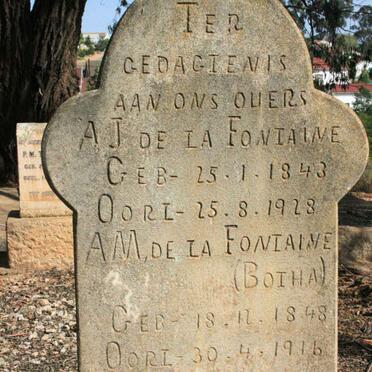 TER
GEDAGTENIS
AAN ONS OUERS
A J DE LA FONTAINE
GEB - 25.1.1843
OORL - 25.8.1928
A M, DE LA FONTAINE
(BOTHA)
GEB - 18.11.1848
OORL - 30.4.1916
P.M.